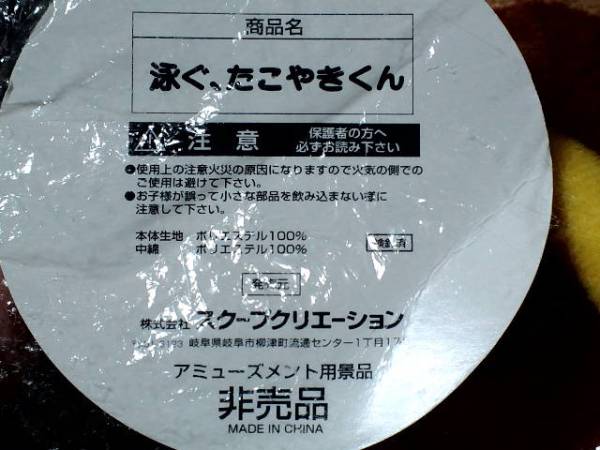 商品名
泳ぐ、たこやきくん
注意
保護者の方へ
必ずお読み下さい
●使用上の注意火災の原因になりますので火気の側での
ご使用は避けて下さい。
●お子様が誤って小さな部品を飲み込まない様に
注意して下さい。
本体生地 ポリエステル100%
中綿 ポリエステル100%
検針済
発売元
株式会社 スクープクリエーション
岐阜県岐阜市柳津町流通センター1丁目1
アミューズメント用景品
非売品
MADE IN CHINA